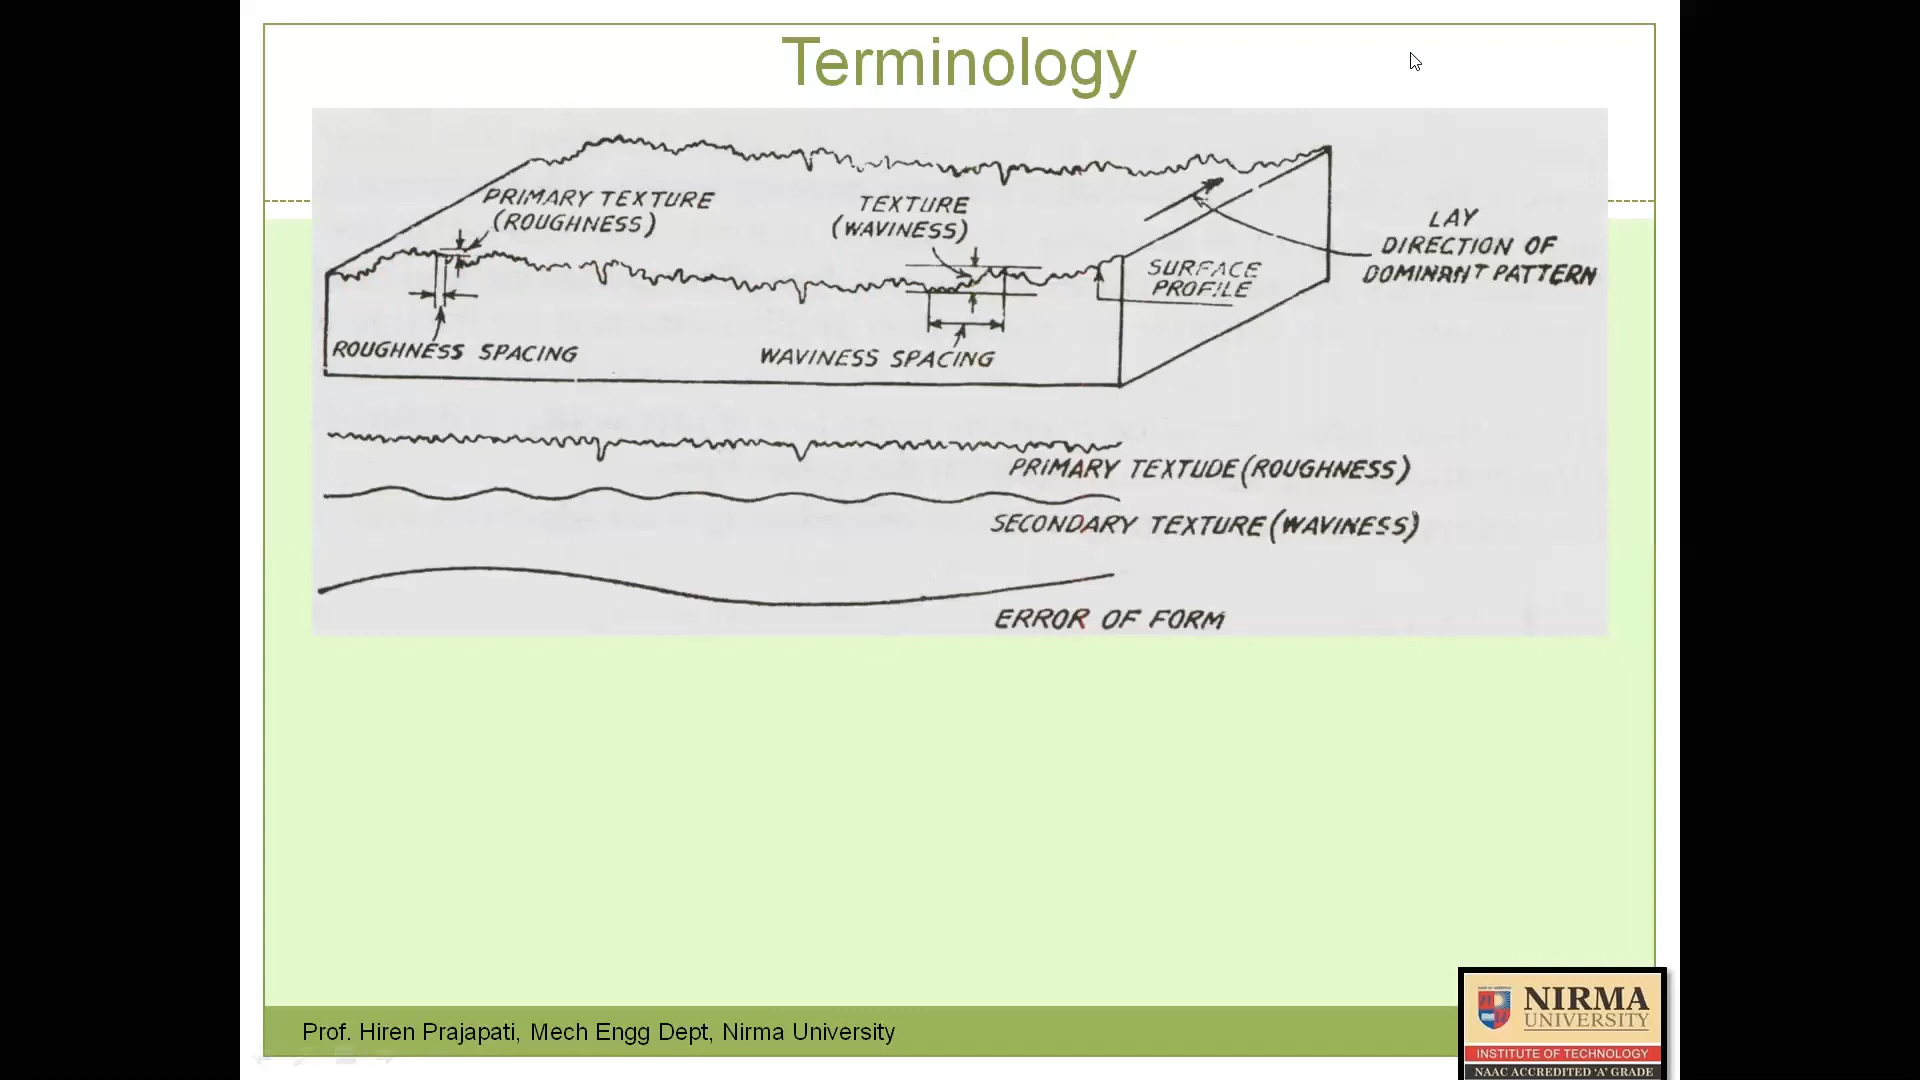 Terminology
PRIMARY TEXTURE
(ROUGHNESS)
TEXTURE
(WAVINESS)
LAY
DIRECTION OF
DOMINANT PATTERN
SURFACE
PROFILE
ROUGHNESS SPACING
WAVINESS SPACING
PRIMARY TEXTUDE (ROUGHNESS)
SECONDARY TEXTURE (WAVINESS)
ERROR OF FORM
Prof. Hiren Prajapati, Mech Engg Dept, Nirma University
NIRMA
UNIVERSITY
INSTITUTE OF TECHNOLOGY
NAAC ACCREDITED 'A' GRADE